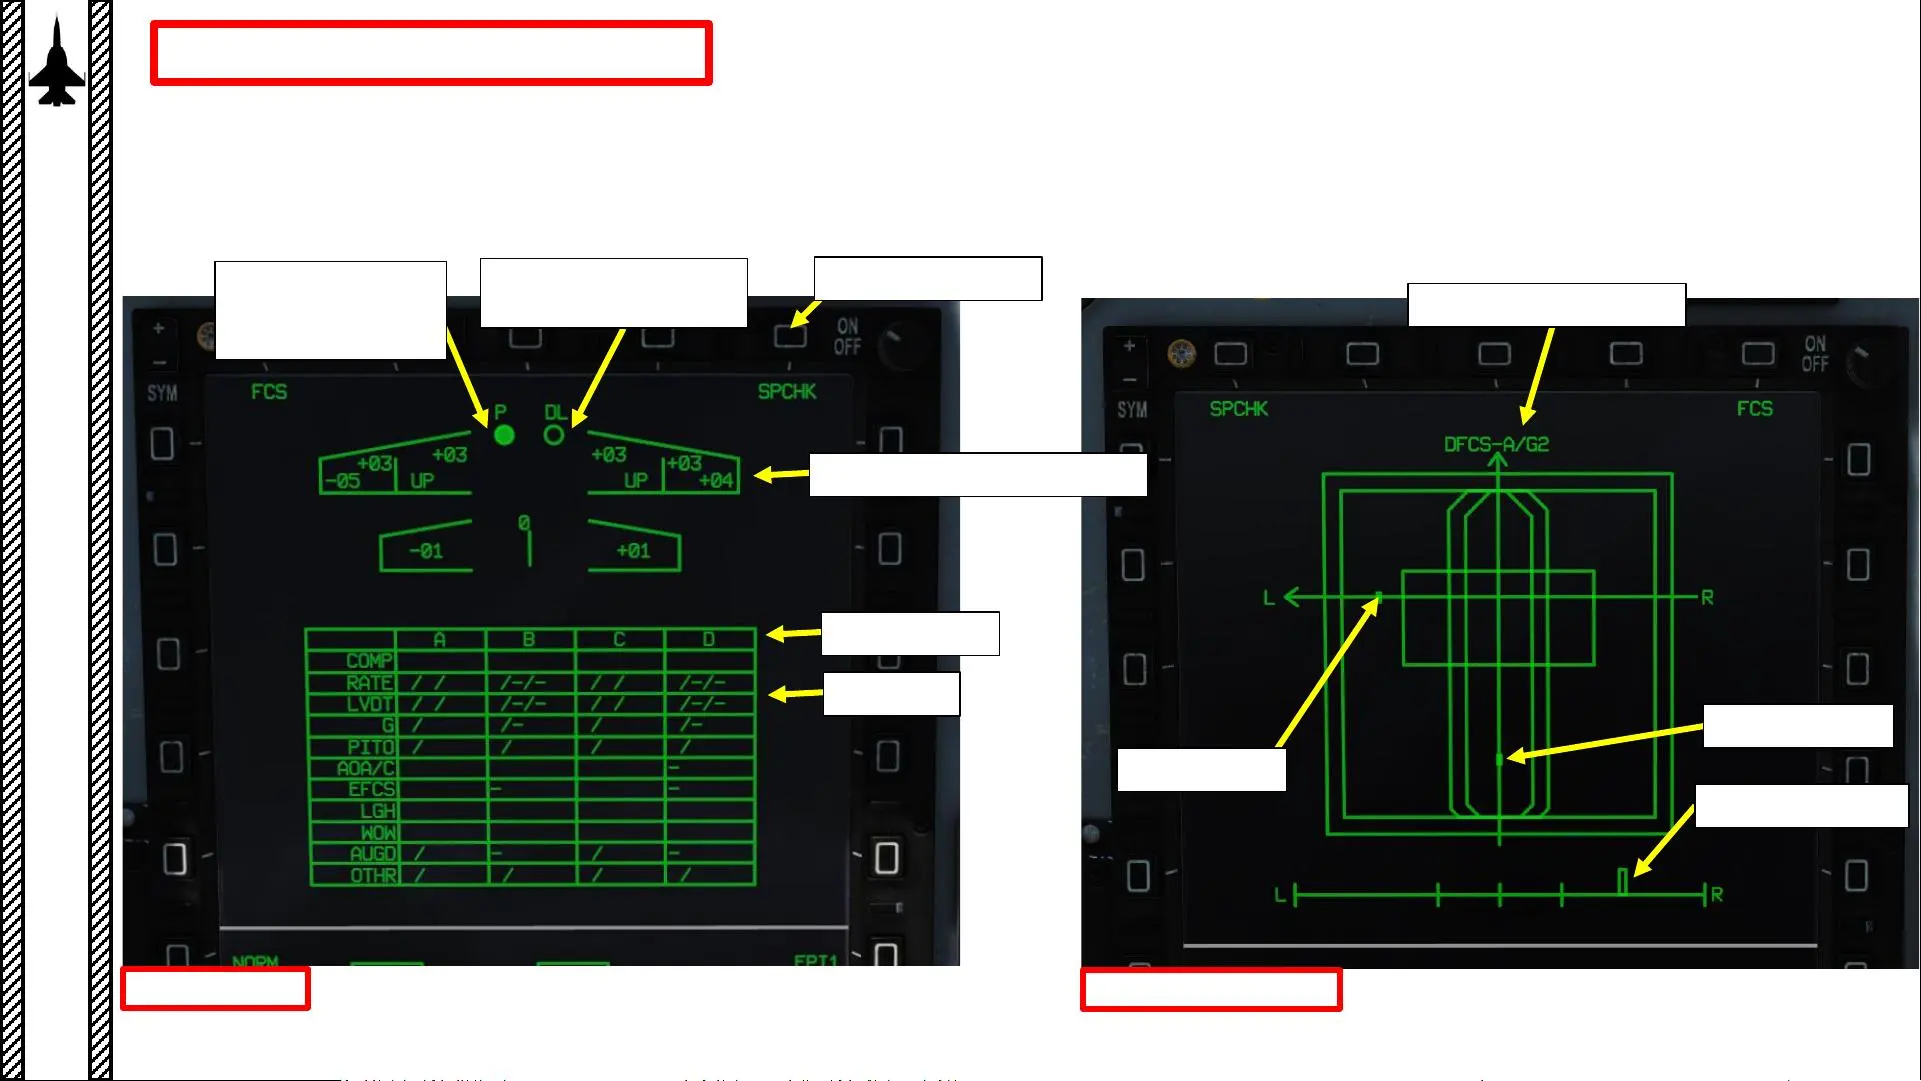 +
−
SYM
ON
OFF
FCS
SPCHK
P
DL
+03
+03
-05
UP
+03
+03
UP
+04
0
-01
+01
A B C D
COMP
RATE / / /-/- / / /-/-
LVDT / / /-/- / / /-/-
G / /- / /-
PITO / / / /
AOA/C -
EFCS - -
LGH
WOW
AUGD / - / -
OTHR / / / /
NORM
EPI1
+
−
SYM
ON
OFF
SPCHK
FCS
DFCS-A/G2
L
R
L
R